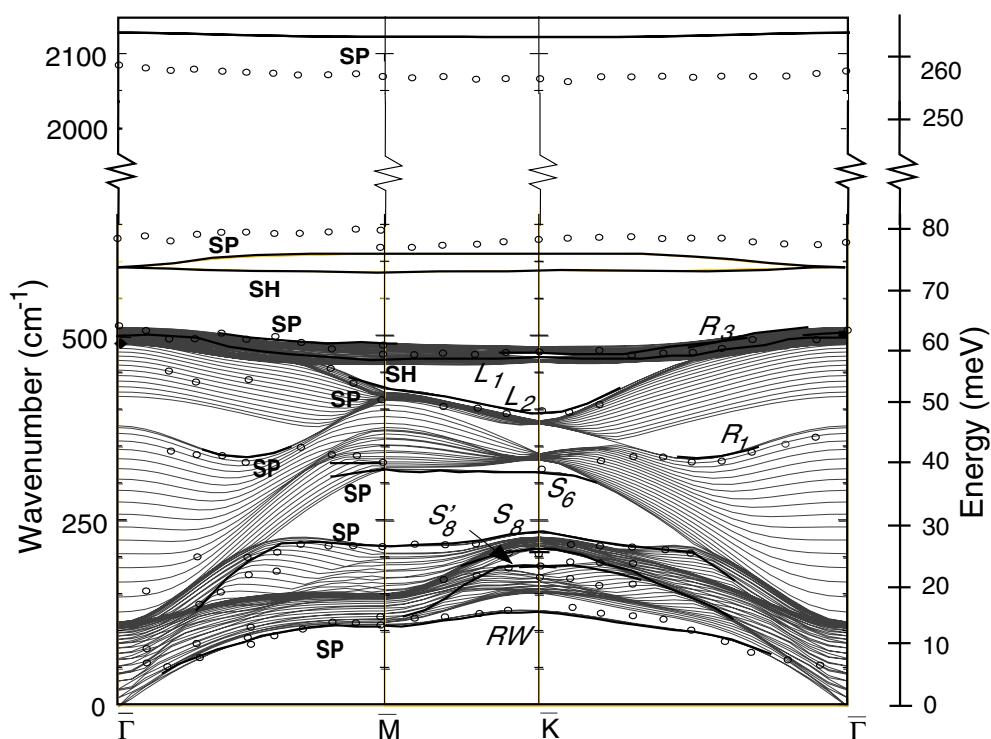 2100
2000
500
250
0
Wavenumber (cm⁻¹)
260
250
80
70
60
50
40
30
20
10
0
Energy (meV)
SP
SP
SH
SP
R₃
L₁
SH
L₂
SP
R₁
SP
SP
S₆
S₈'
S₈
SP
RW
SP
Γ̅
M̅
K̅
Γ̅